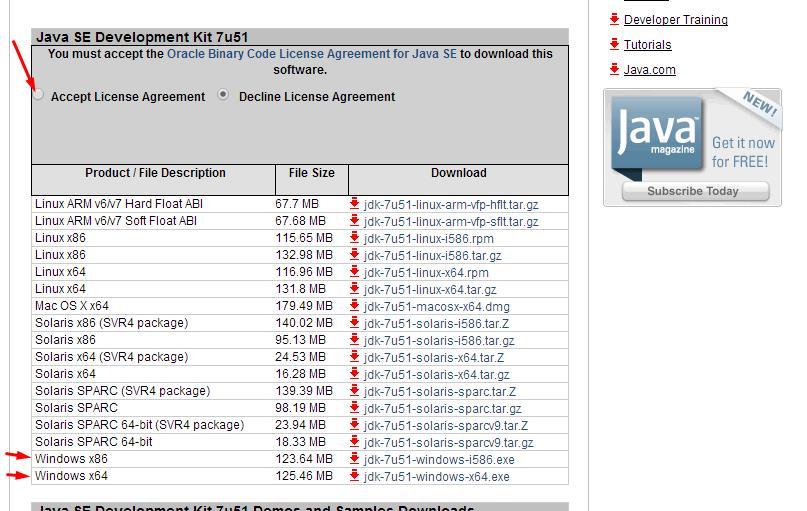 Java SE Development Kit 7u51
You must accept the Oracle Binary Code License Agreement for Java SE to download this
software.
Accept License Agreement Decline License Agreement
Product / File Description File Size Download
Linux ARM v6/v7 Hard Float ABI 67.7 MB jdk-7u51-linux-arm-vfp-hflt.tar.gz
Linux ARM v6/v7 Soft Float ABI 67.68 MB jdk-7u51-linux-arm-vfp-sflt.tar.gz
Linux x86 115.65 MB jdk-7u51-linux-i586.rpm
Linux x86 132.98 MB jdk-7u51-linux-i586.tar.gz
Linux x64 116.96 MB jdk-7u51-linux-x64.rpm
Linux x64 131.8 MB jdk-7u51-linux-x64.tar.gz
Mac OS X x64 179.49 MB jdk-7u51-macosx-x64.dmg
Solaris x86 (SVR4 package) 140.02 MB jdk-7u51-solaris-i586.tar.Z
Solaris x86 95.13 MB jdk-7u51-solaris-i586.tar.gz
Solaris x64 (SVR4 package) 24.53 MB jdk-7u51-solaris-x64.tar.Z
Solaris x64 16.28 MB jdk-7u51-solaris-x64.tar.gz
Solaris SPARC (SVR4 package) 139.39 MB jdk-7u51-solaris-sparc.tar.Z
Solaris SPARC 98.19 MB jdk-7u51-solaris-sparc.tar.gz
Solaris SPARC 64-bit (SVR4 package) 23.94 MB jdk-7u51-solaris-sparcv9.tar.Z
Solaris SPARC 64-bit 18.33 MB jdk-7u51-solaris-sparcv9.tar.gz
Windows x86 123.64 MB jdk-7u51-windows-i586.exe
Windows x64 125.46 MB jdk-7u51-windows-x64.exe
Java SE Development Kit 7u51 Demos and Samples Downloads
Developer Training
Tutorials
Java.com
NEW!
Java™
magazine
Get it now
for FREE!
Subscribe Today